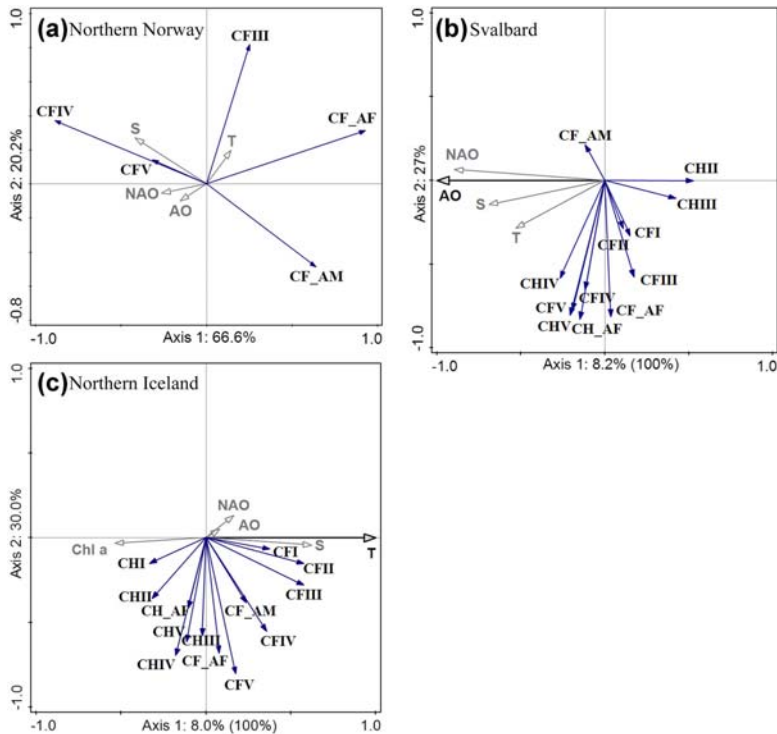 (a) Northern Norway
1.0
CFIII
CFIV
S
T
CF_AF
CFV
NAO
AO
CF_AM
Axis 2: 20.2%
-0.8
-1.0
Axis 1: 66.6%
1.0
(b) Svalbard
1.0
CF_AM
NAO
CHII
AO
CHIII
S
T
CFI
CFII
CHIV
CFIII
CFIV
CFV
CF_AF
CHV
CH_AF
Axis 2: 27%
-1.0
-1.0
Axis 1: 8.2% (100%)
1.0
(c) Northern Iceland
1.0
NAO
AO
Chl a
S
T
CFI
CHI
CFII
CFIII
CHII
CH_AF
CF_AM
CHV
CHIII
CFIV
CHIV
CF_AF
CFV
Axis 2: 30.0%
-1.0
-1.0
Axis 1: 8.0% (100%)
1.0